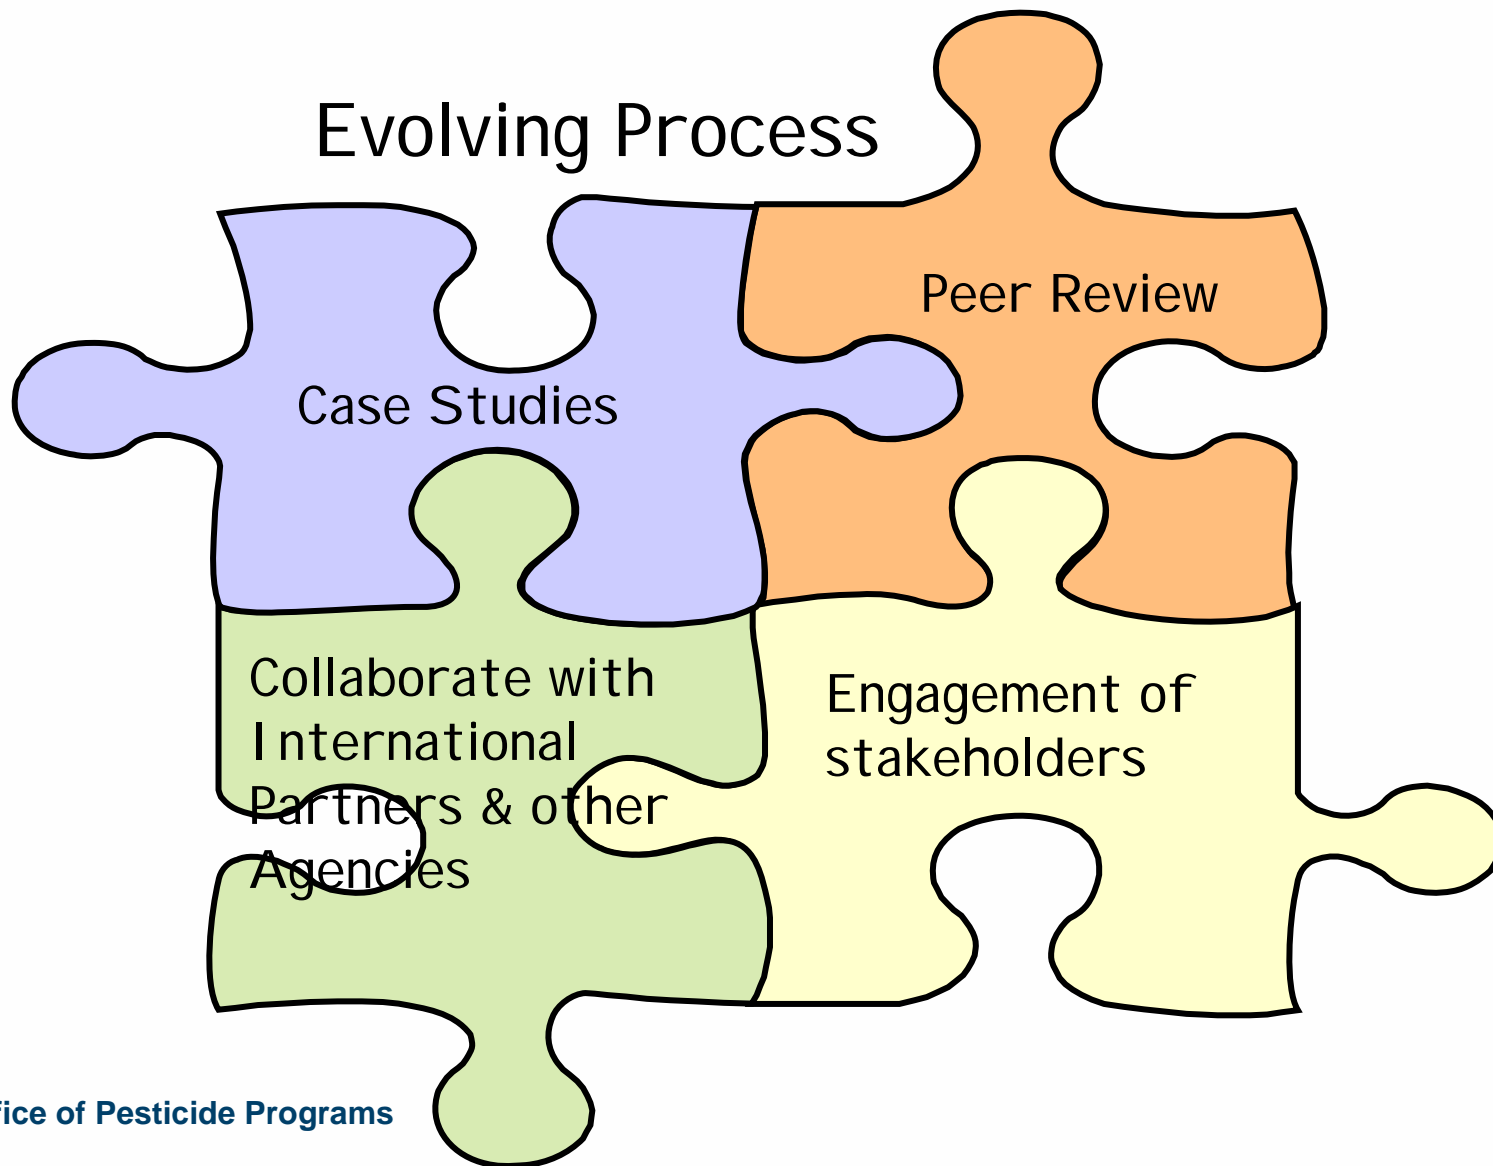 Evolving Process
Peer Review
Case Studies
Collaborate with
International
Partners & other
Agencies
Engagement of
stakeholders
fice of Pesticide Programs